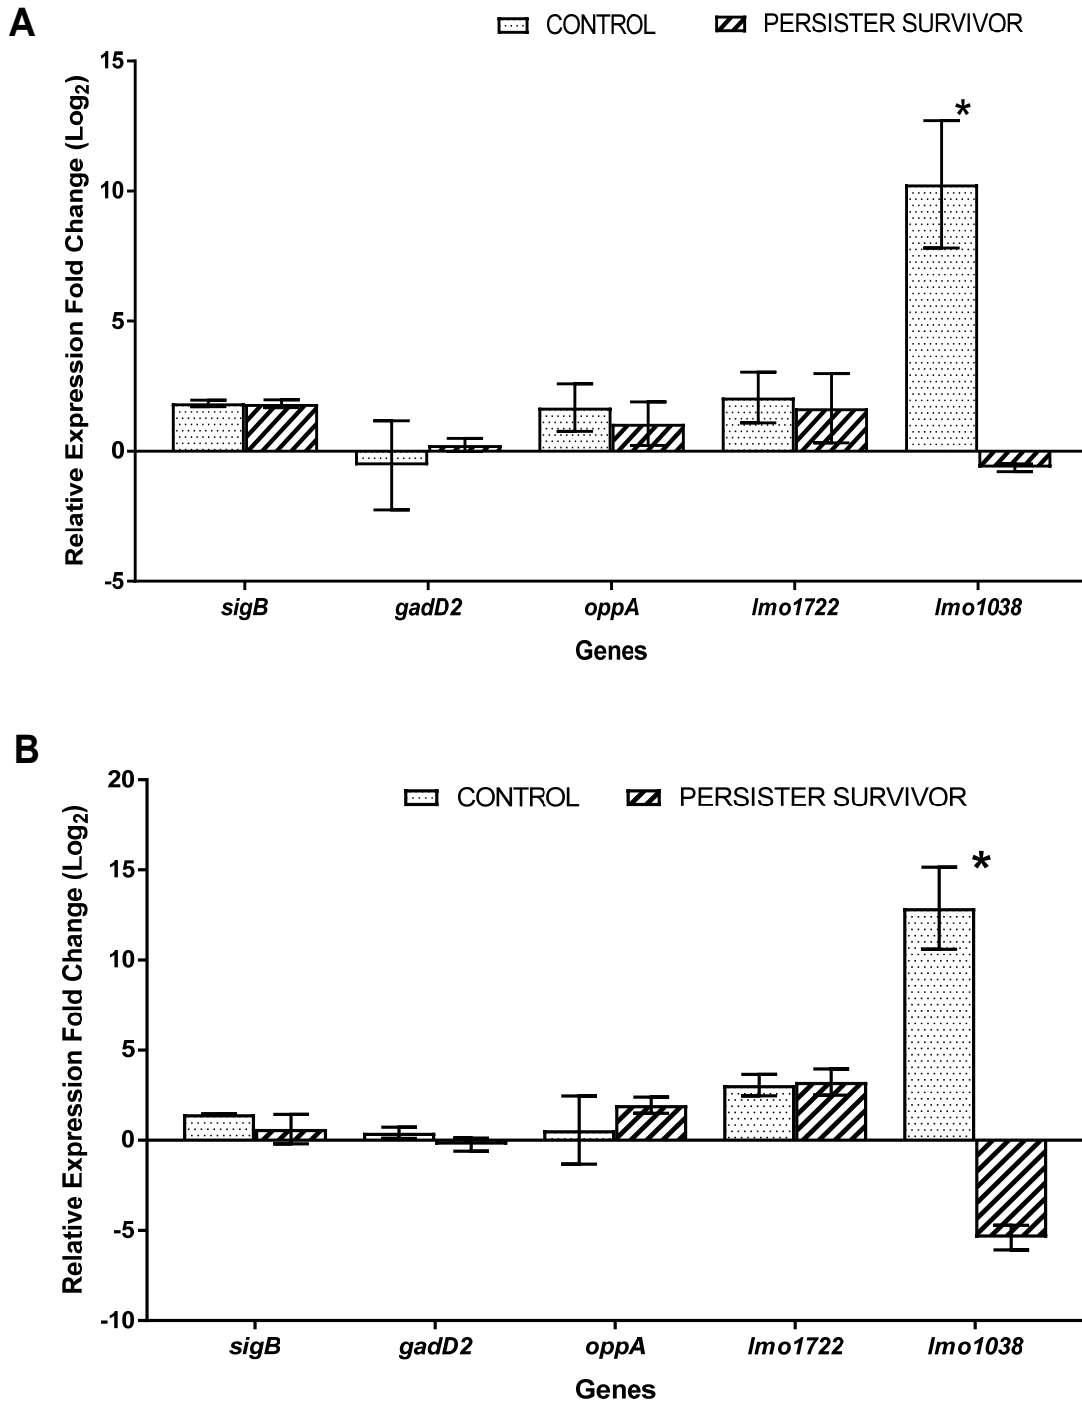 A
CONTROL PERSISTER SURVIVOR
Relative Expression Fold Change (Log2)
15
10
5
0
-5
sigB gadD2 oppA lmo1722 lmo1038
*
Genes
B
CONTROL PERSISTER SURVIVOR
Relative Expression Fold Change (Log2)
20
15
10
5
0
-5
-10
*
sigB gadD2 oppA lmo1722 lmo1038
Genes